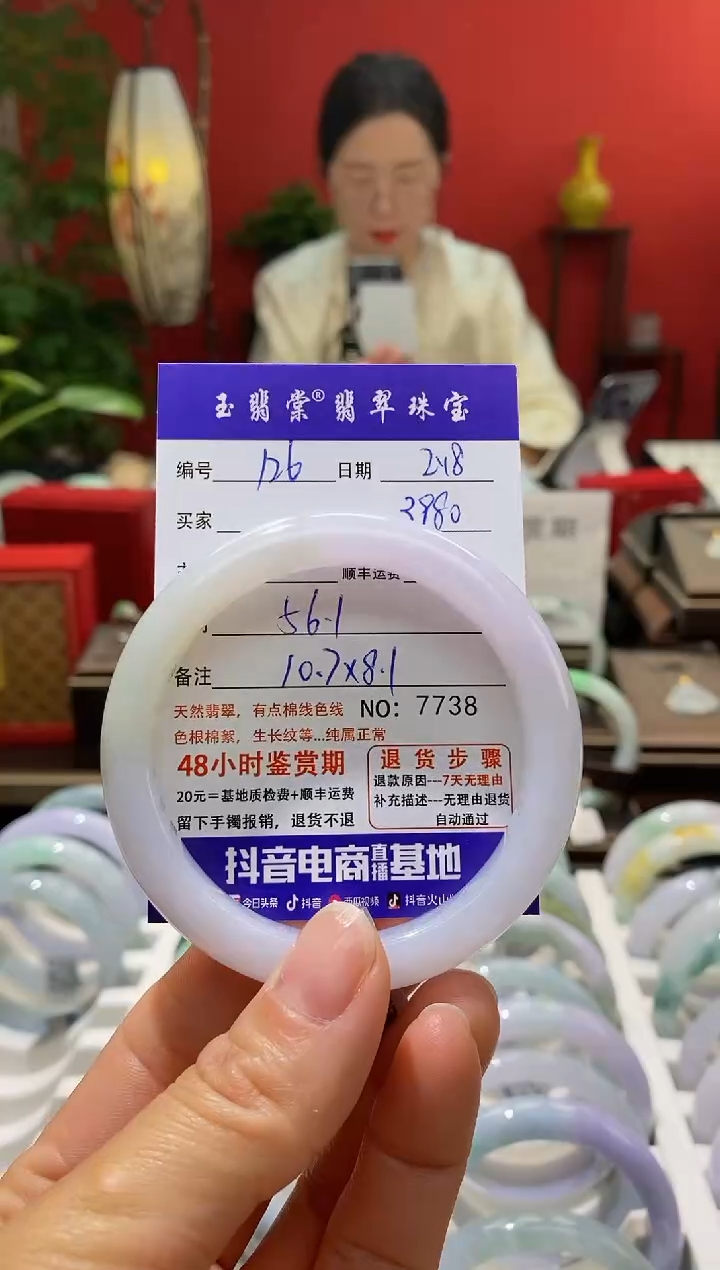 玉翡棠®翡翠珠宝
编号 126 日期 2.18
买家 2980
顺丰运费
56.1
备注 10.7x8.1
天然翡翠，有点棉线色线 NO: 7738
色根棉絮，生长纹等...纯属正常
48小时鉴赏期
20元＝基地质检费+顺丰运费
留下手镯报销，退货不退
退货步骤
退款原因---7天无理由
补充描述---无理由退货
自动通过
抖音电商直播基地
今日头条 抖音 西瓜视频 抖音火山